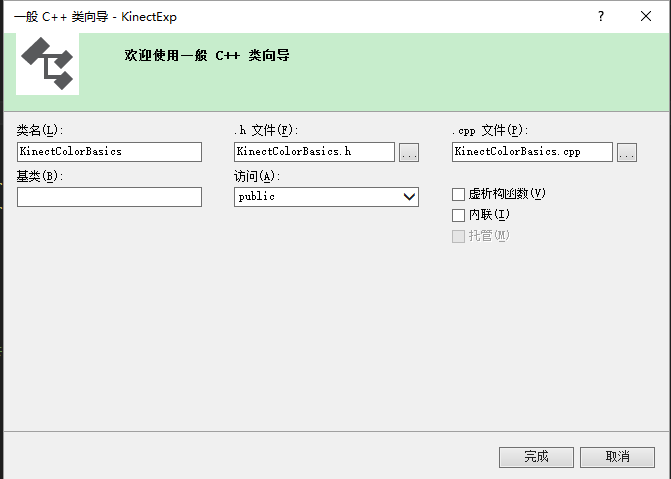 一般 C++ 类向导 - KinectExp
?
欢迎使用一般 C++ 类向导
类名(L):
.h 文件(F):
.cpp 文件(P):
KinectColorBasics
KinectColorBasics.h
...
KinectColorBasics.cpp
...
基类(B):
访问(A):
public
虚析构函数(V)
内联(I)
托管(M)
完成
取消